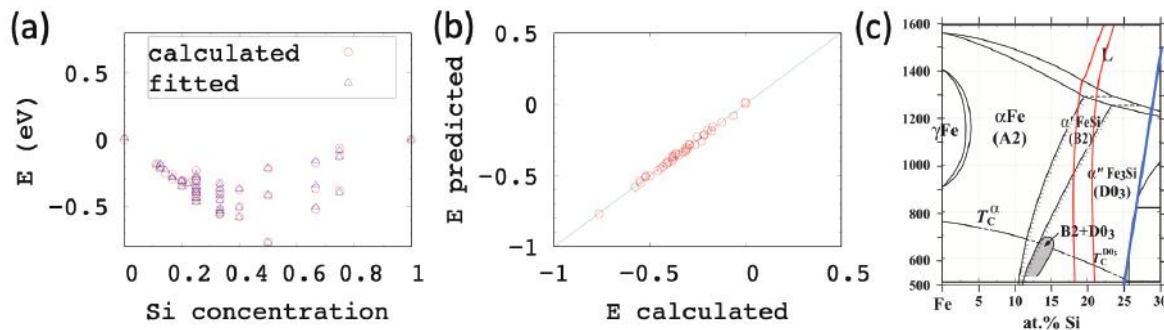 (a)
calculated
fitted
0.5
0
−0.5
E (eV)
0 0.2 0.4 0.6 0.8 1
Si concentration
(b)
0.5
0
−0.5
−1
E predicted
−1 −0.5 0 0.5
E calculated
(c)
1600
1400
1200
1000
800
600
500
L
γFe
αFe
(A2)
α' FeSi
(B2)
α" Fe₃Si
(D0₃)
T_C^α
B2+D0₃
T_C^D0₃
Fe 5 10 15 20 25 30
at.% Si